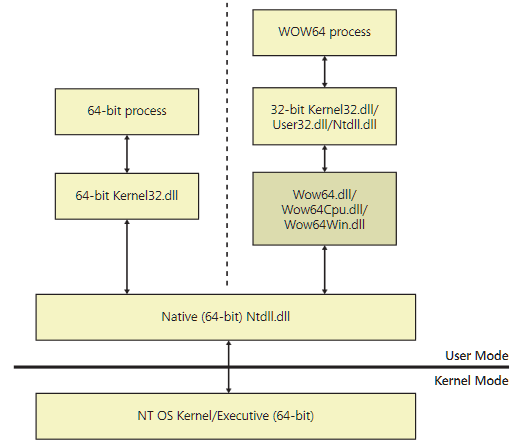 WOW64 process
64-bit process
32-bit Kernel32.dll/
User32.dll/Ntdll.dll
64-bit Kernel32.dll
Wow64.dll/
Wow64Cpu.dll/
Wow64Win.dll
Native (64-bit) Ntdll.dll
User Mode
Kernel Mode
NT OS Kernel/Executive (64-bit)